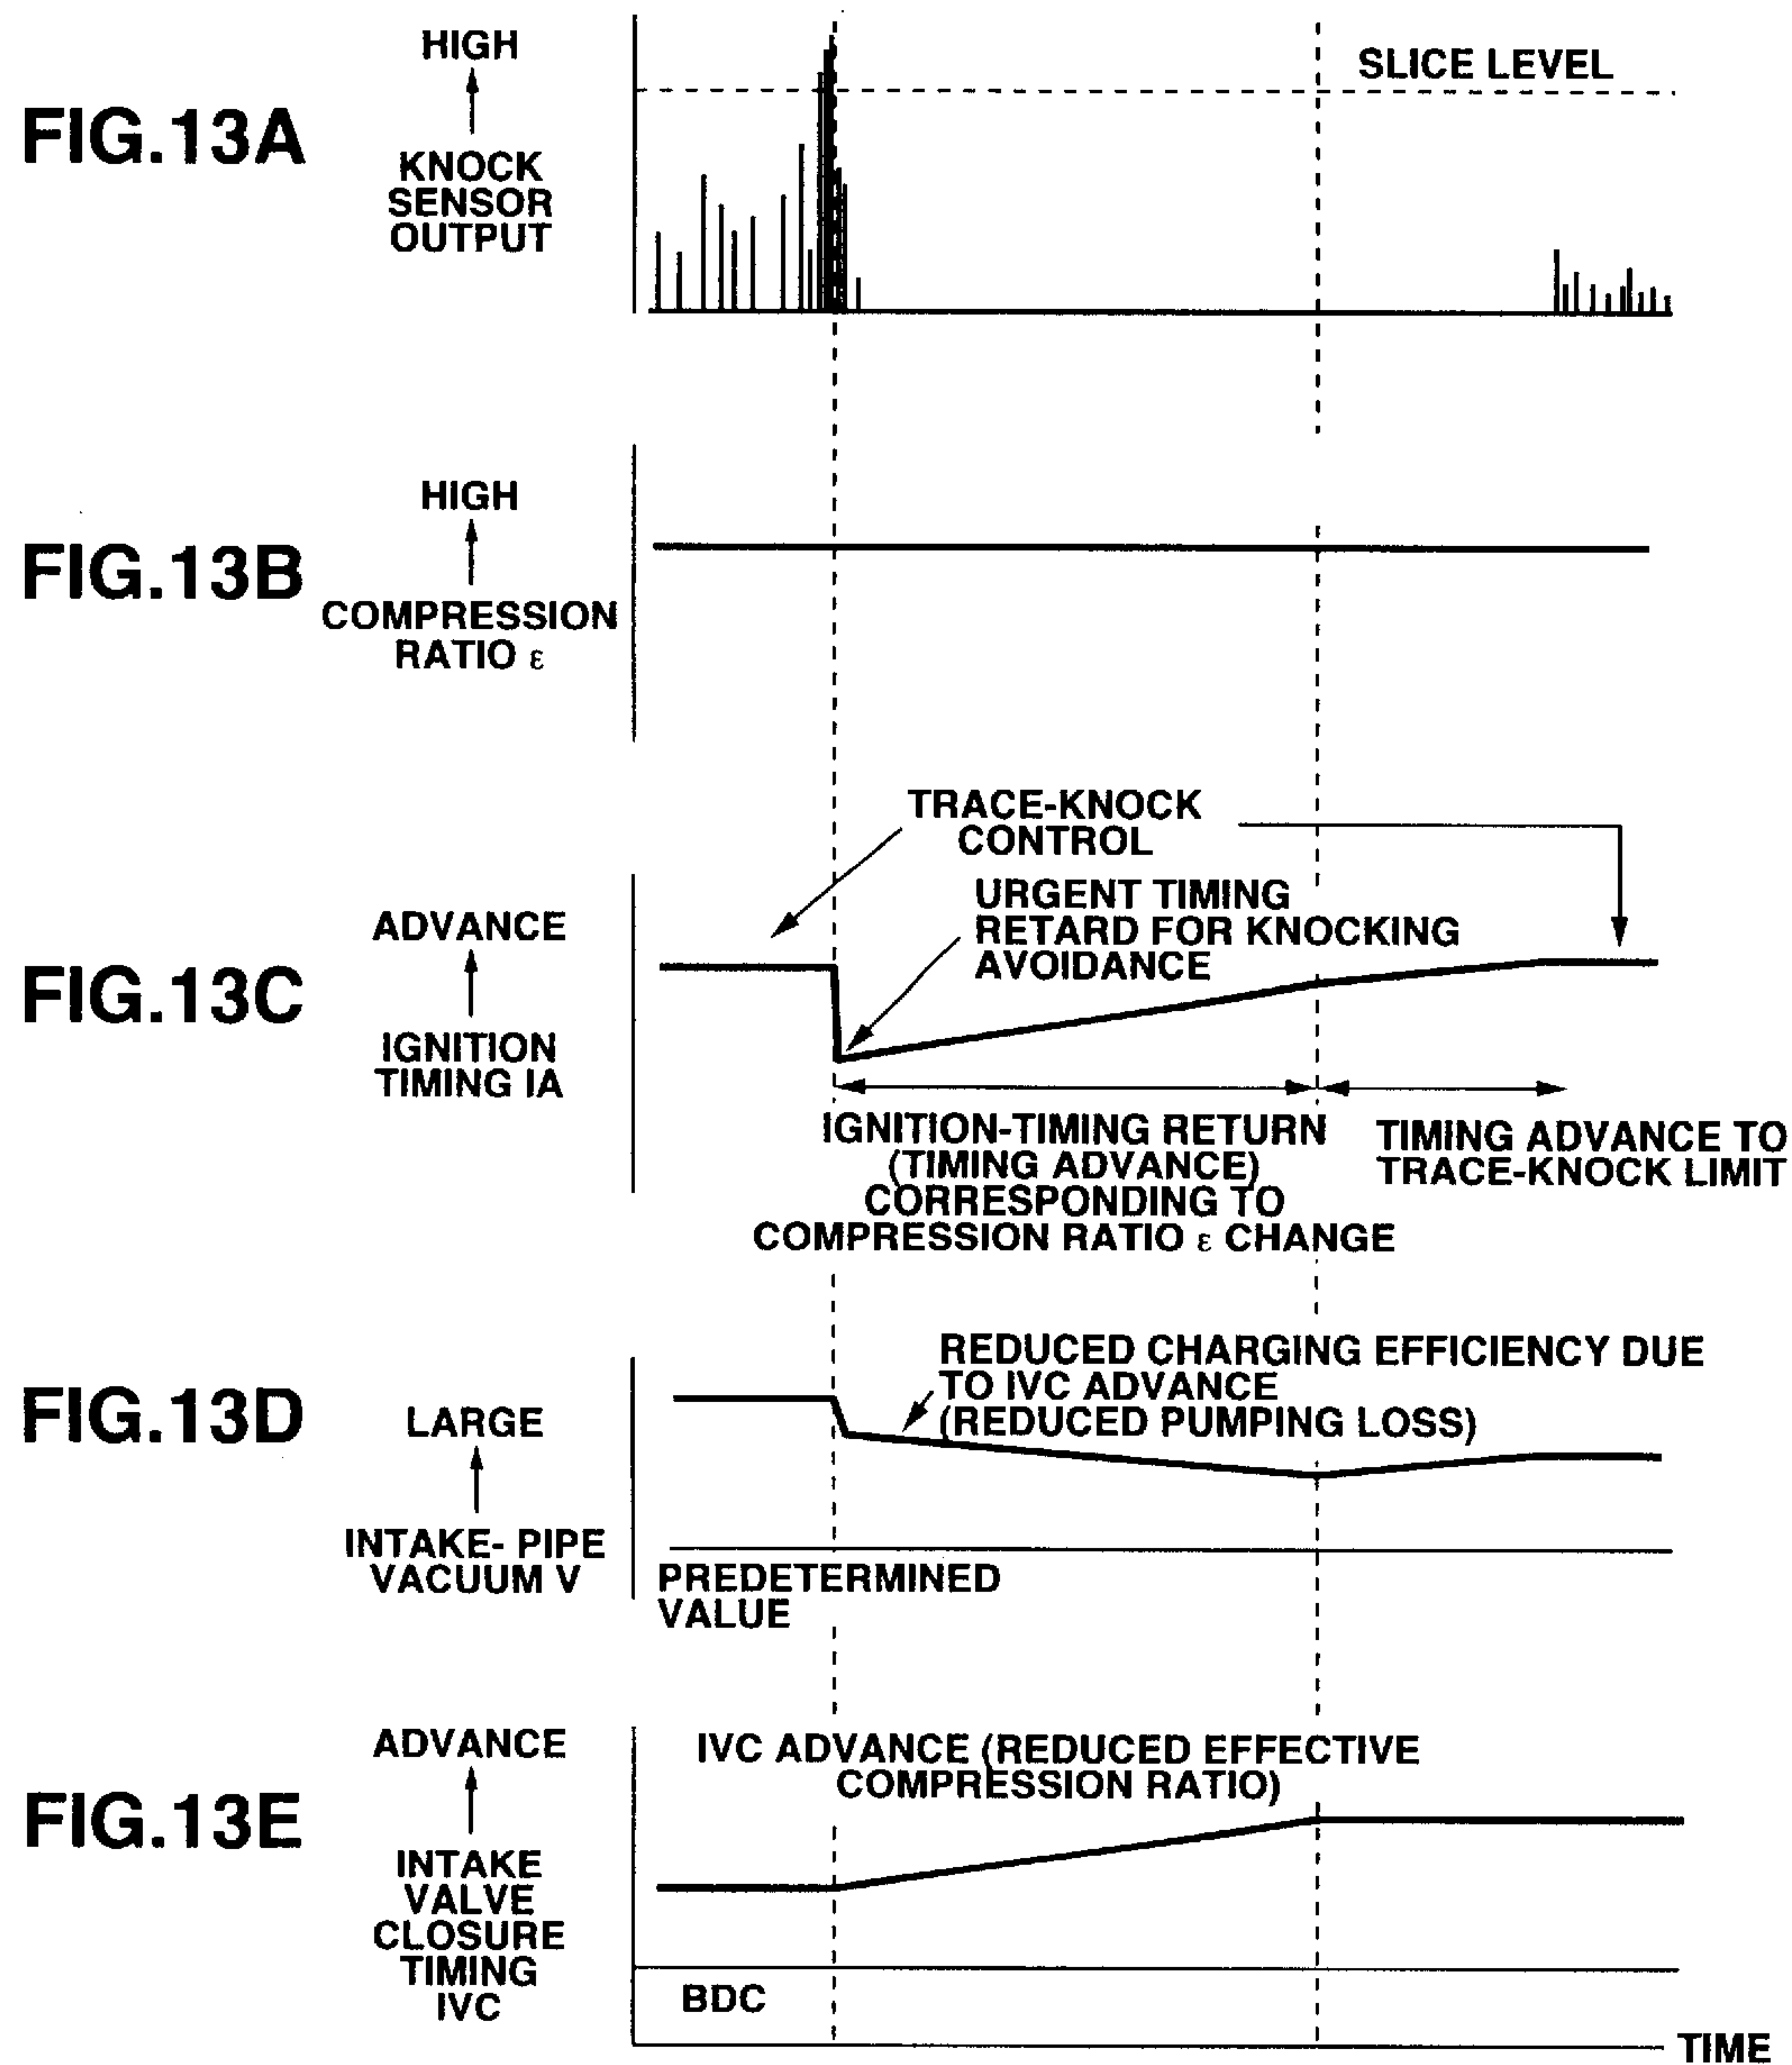 FIG.13A
HIGH
KNOCK
SENSOR
OUTPUT
SLICE LEVEL
FIG.13B
HIGH
COMPRESSION
RATIO ε
FIG.13C
ADVANCE
IGNITION
TIMING IA
TRACE-KNOCK
CONTROL
URGENT TIMING
RETARD FOR KNOCKING
AVOIDANCE
IGNITION-TIMING RETURN
(TIMING ADVANCE)
CORRESPONDING TO
COMPRESSION RATIO ε CHANGE
TIMING ADVANCE TO
TRACE-KNOCK LIMIT
FIG.13D
LARGE
INTAKE- PIPE
VACUUM V
REDUCED CHARGING EFFICIENCY DUE
TO IVC ADVANCE
(REDUCED PUMPING LOSS)
PREDETERMINED
VALUE
FIG.13E
ADVANCE
INTAKE
VALVE
CLOSURE
TIMING
IVC
IVC ADVANCE (REDUCED EFFECTIVE
COMPRESSION RATIO)
BDC
TIME